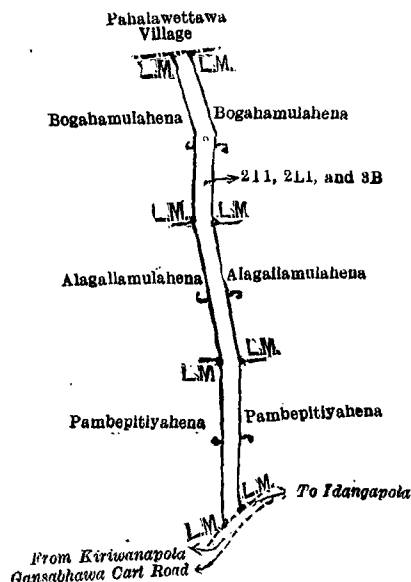 Pahalawettawa
Village
L.M. L.M.
Bogahamulahena Bogahamulahena
211, 2L1, and 3B
L.M. L.M
Alagallamulahena Alagallamulahena
L.M L.M.
Pambepitiyahena Pambepitiyahena
L.M. To Idangapola
L.M.
From Kiriwanapola
Gansabhawa Cart Road